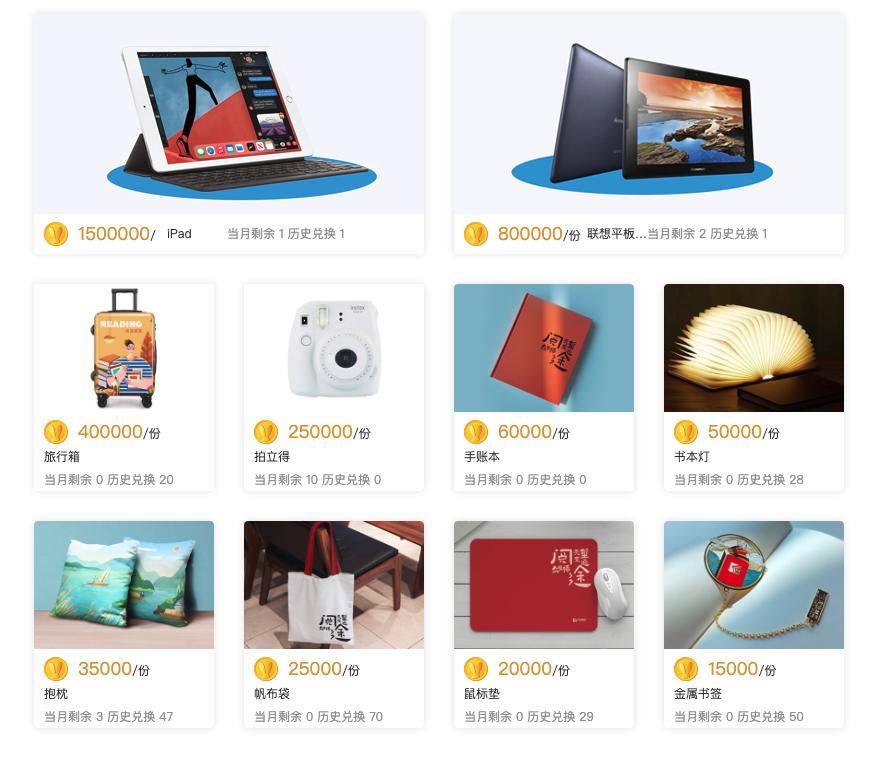 1500000/ iPad 当月剩余 1 历史兑换 1
800000/份 联想平板...当月剩余 2 历史兑换 1
READING
instax
400000/份
旅行箱
当月剩余 0 历史兑换 20
250000/份
拍立得
当月剩余 10 历史兑换 0
60000/份
手账本
当月剩余 0 历史兑换 0
50000/份
书本灯
当月剩余 0 历史兑换 28
35000/份
抱枕
当月剩余 3 历史兑换 47
25000/份
帆布袋
当月剩余 0 历史兑换 70
20000/份
鼠标垫
当月剩余 0 历史兑换 29
15000/份
金属书签
当月剩余 0 历史兑换 50